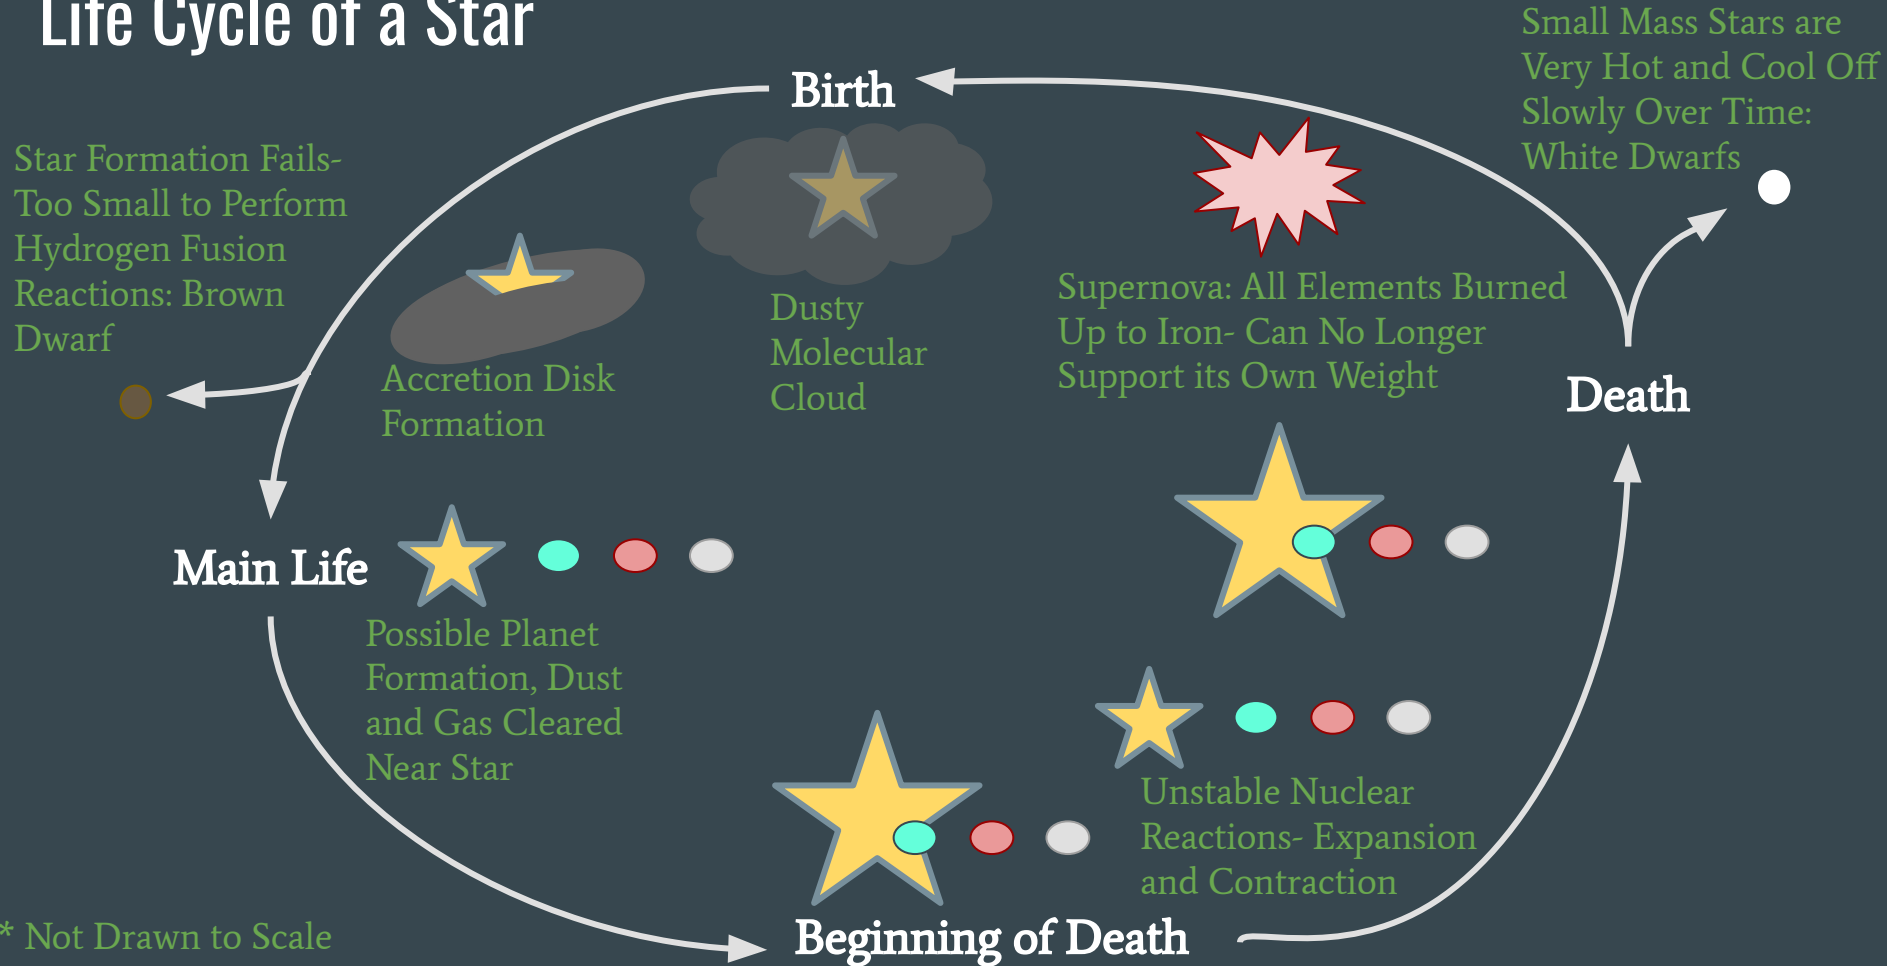 Life Cycle of a Star
Small Mass Stars are
Very Hot and Cool Off
Slowly Over Time:
White Dwarfs
Birth
Star Formation Fails-
Too Small to Perform
Hydrogen Fusion
Reactions: Brown
Dwarf
Accretion Disk
Formation
Dusty
Molecular
Cloud
Supernova: All Elements Burned
Up to Iron- Can No Longer
Support its Own Weight
Death
Main Life
Possible Planet
Formation, Dust
and Gas Cleared
Near Star
Unstable Nuclear
Reactions- Expansion
and Contraction
Beginning of Death
* Not Drawn to Scale